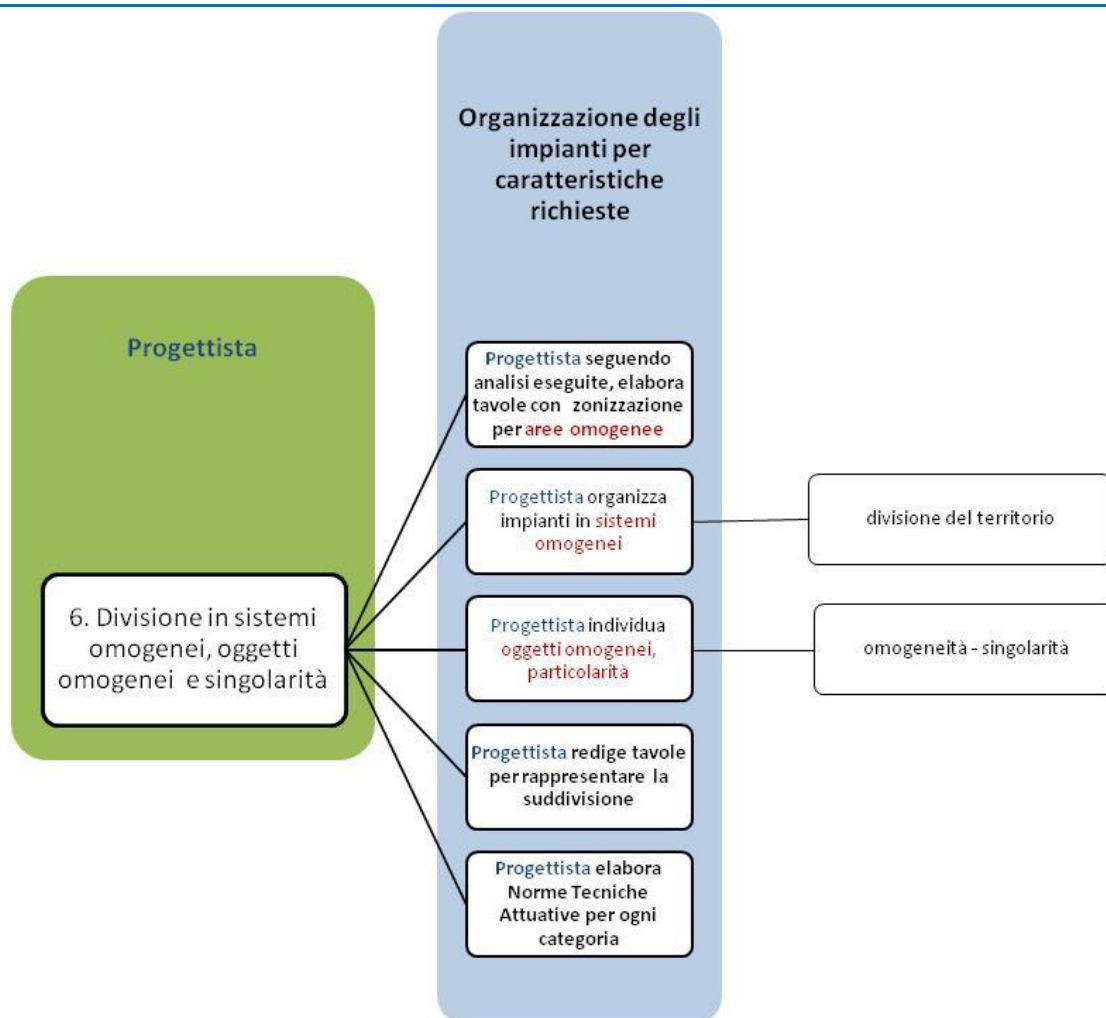 Organizzazione degli
impianti per
caratteristiche
richieste
Progettista
6. Divisione in sistemi
omogenei, oggetti
omogenei e singolarità
Progettista seguendo
analisi eseguite, elabora
tavole con zonizzazione
per aree omogenee
Progettista organizza
impianti in sistemi
omogenei
divisione del territorio
Progettista individua
oggetti omogenei,
particolarità
omogeneità - singolarità
Progettista redige tavole
per rappresentare la
suddivisione
Progettista elabora
Norme Tecniche
Attuative per ogni
categoria